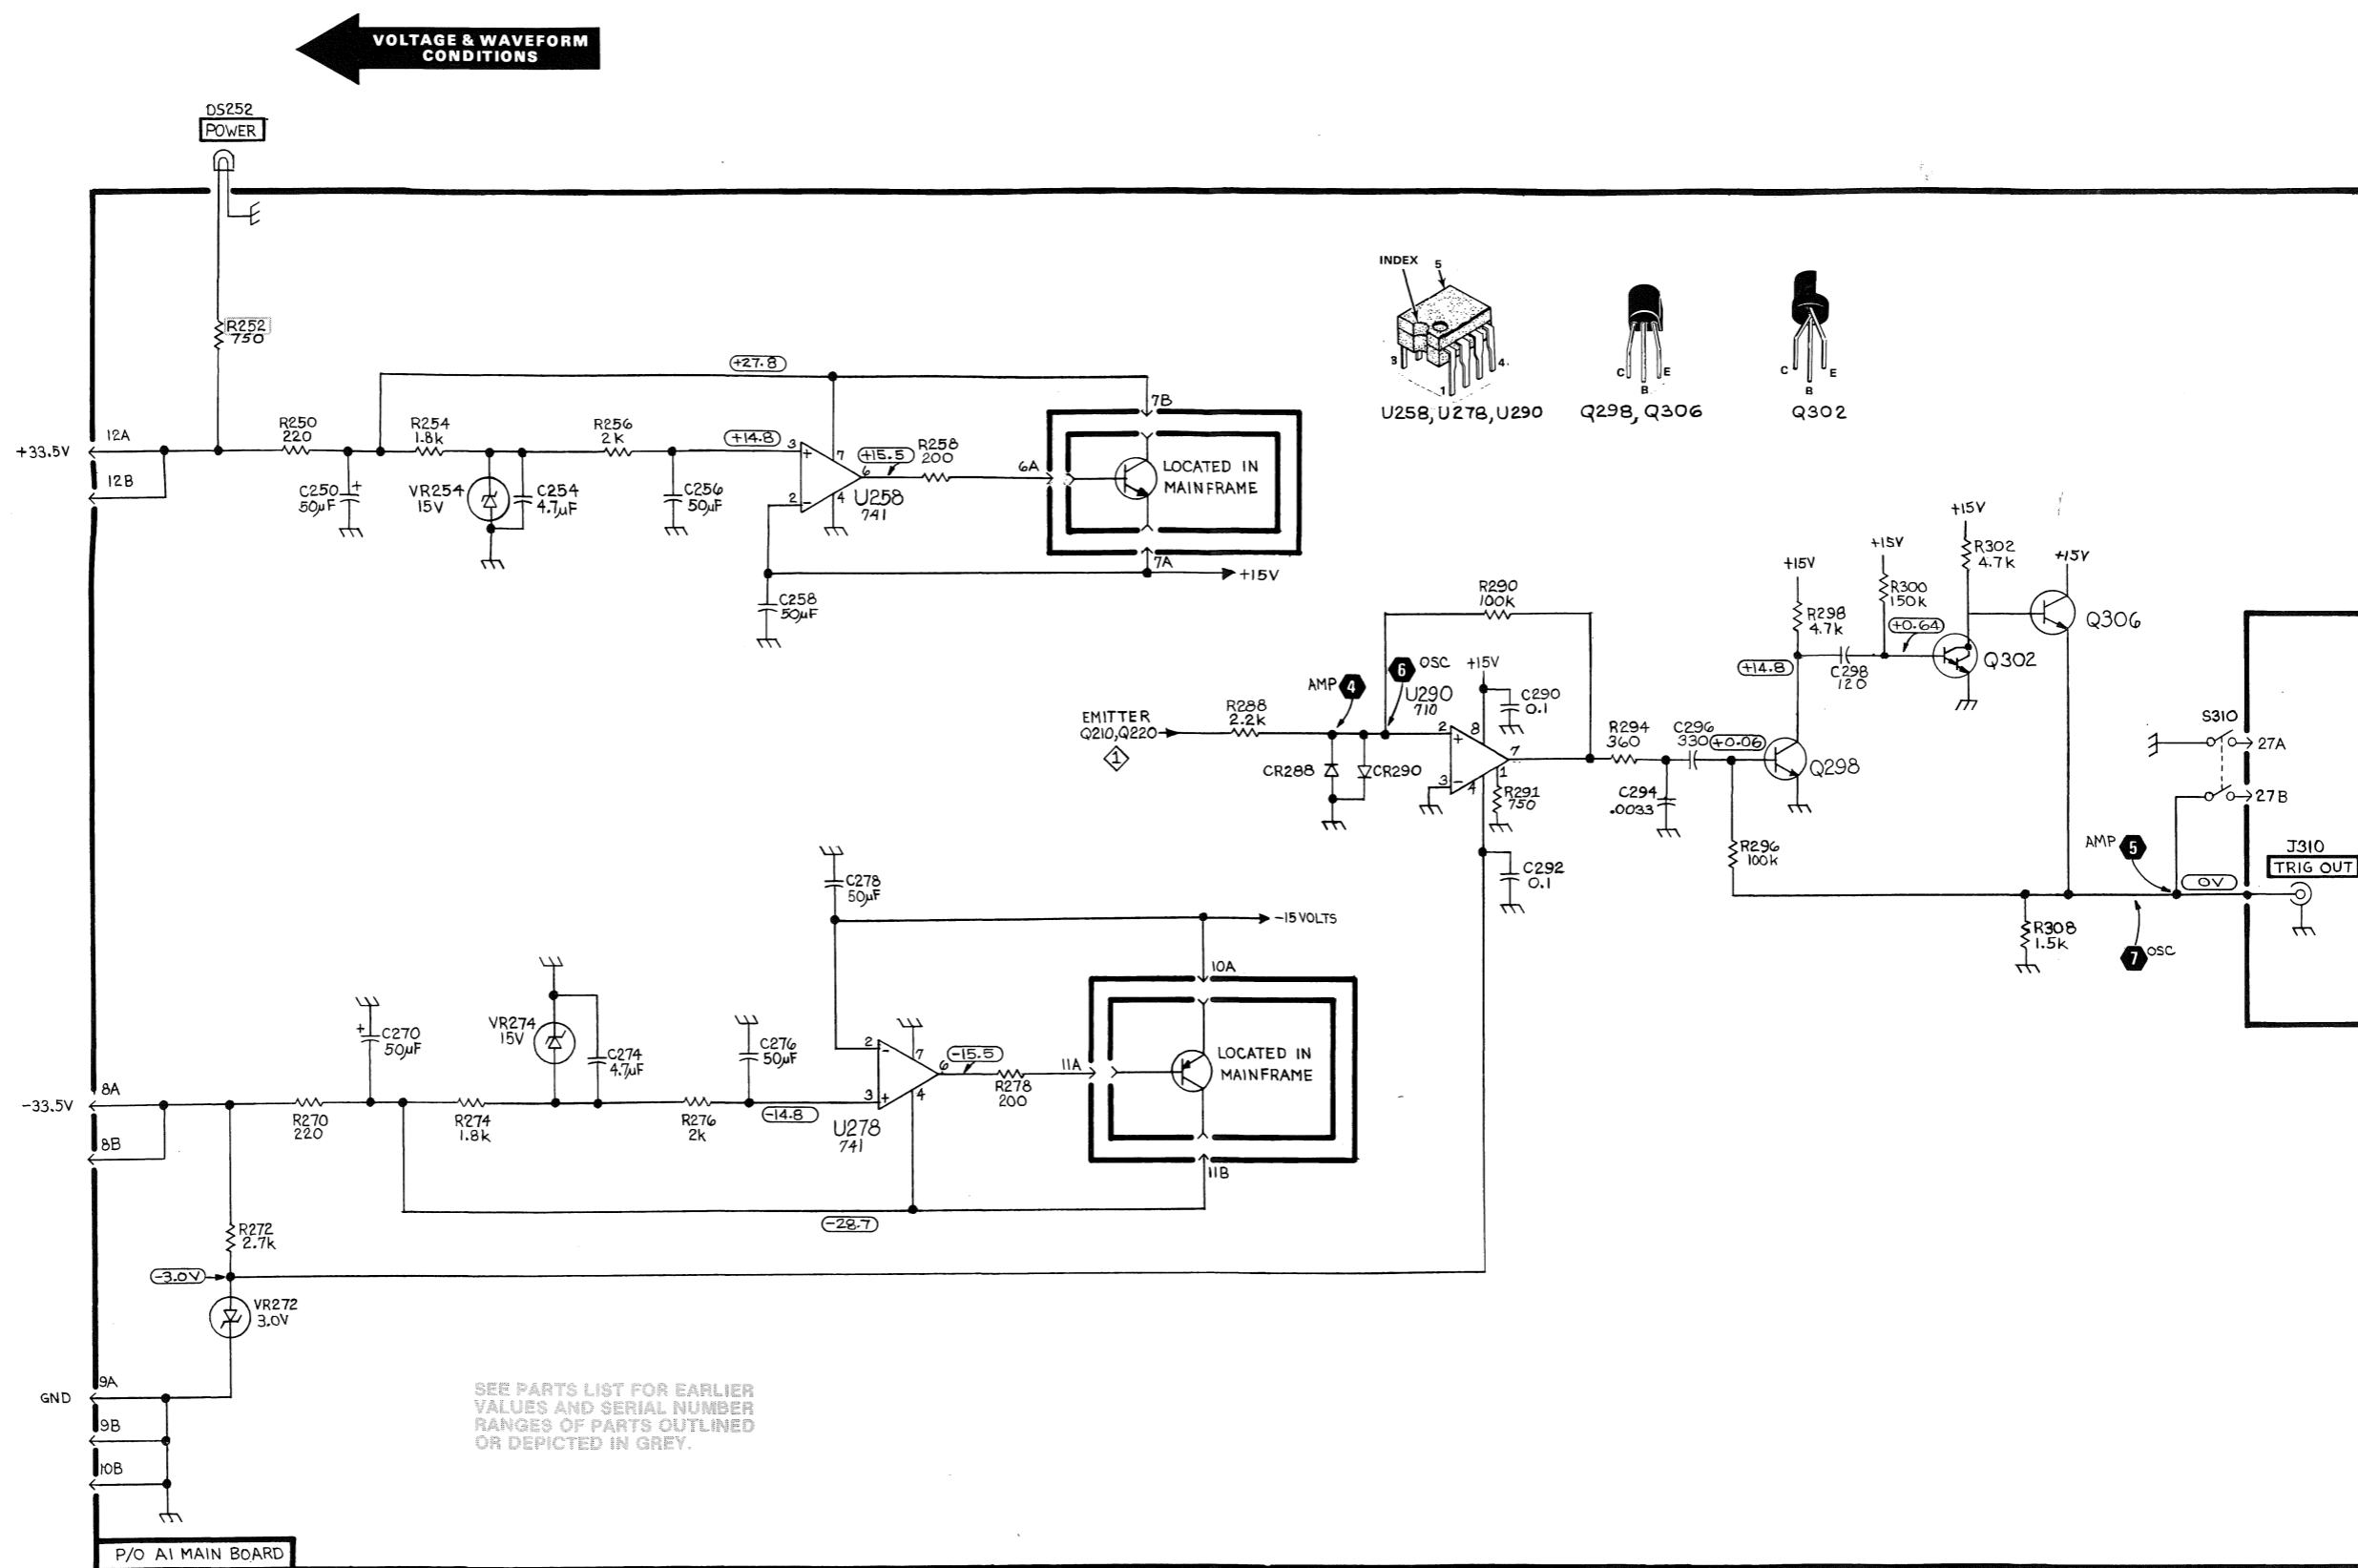 VOLTAGE & WAVEFORM
CONDITIONS
DS252
POWER
R252
750
INDEX
5
3
4
1
U258, U278, U290
C
B
E
Q298, Q306
C
B
E
Q302
+33.5V
12A
12B
R250
220
C250
50µF
+
R254
1.8k
VR254
15V
C254
4.7µF
R256
2K
C256
50µF
+27.8
+14.8
3
+
2
-
7
4
6
U258
741
+15.5
R258
200
6A
7B
LOCATED IN
MAINFRAME
7A
+15V
C258
50µF
EMITTER
Q210,Q220
1
R288
2.2k
AMP 4
6 OSC
CR288
CR290
R290
100k
U290
710
+15V
C290
0.1
2
+
3
-
8
4
1
7
R291
750
C292
0.1
R294
360
C294
.0033
C296
330
+0.06
R296
100k
Q298
+15V
R298
4.7k
+14.8
C298
120
+15V
R300
150k
+0.64
+15V
R302
4.7k
Q302
+15V
Q306
S310
27A
27B
AMP 5
0V
J310
TRIG OUT
R308
1.5k
7 OSC
C278
50µF
-15 VOLTS
-33.5V
8A
8B
R270
220
+
C270
50µF
R274
1.8k
VR274
15V
C274
4.7µF
R276
2k
C276
50µF
-14.8
2
-
3
+
7
4
6
U278
741
-15.5
R278
200
11A
10A
LOCATED IN
MAINFRAME
11B
-28.7
R272
2.7k
-3.0V
VR272
3.0V
GND
9A
9B
10B
SEE PARTS LIST FOR EARLIER
VALUES AND SERIAL NUMBER
RANGES OF PARTS OUTLINED
OR DEPICTED IN GREY.
P/O A1 MAIN BOARD